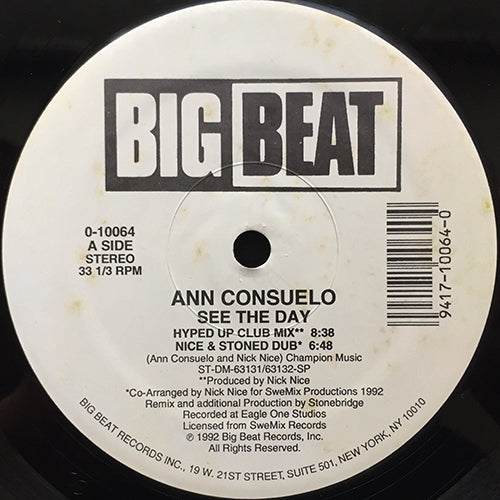 BIG BEAT
0-10064
A SIDE
STEREO
33 1/3 RPM
9417-10064-0
ANN CONSUELO
SEE THE DAY
HYPED UP CLUB MIX** 8:38
NICE & STONED DUB* 6:48
(Ann Consuelo and Nick Nice) Champion Music
ST-DM-63131/63132-SP
**Produced by Nick Nice
*Co-Arranged by Nick Nice for SweMix Productions 1992
Remix and additional Production by Stonebridge
Recorded at Eagle One Studios
Licensed from SweMix Records
℗ 1992 Big Beat Records, Inc.
All Rights Reserved.
BIG BEAT RECORDS INC., 19 W. 21ST STREET, SUITE 501, NEW YORK, NY 10010